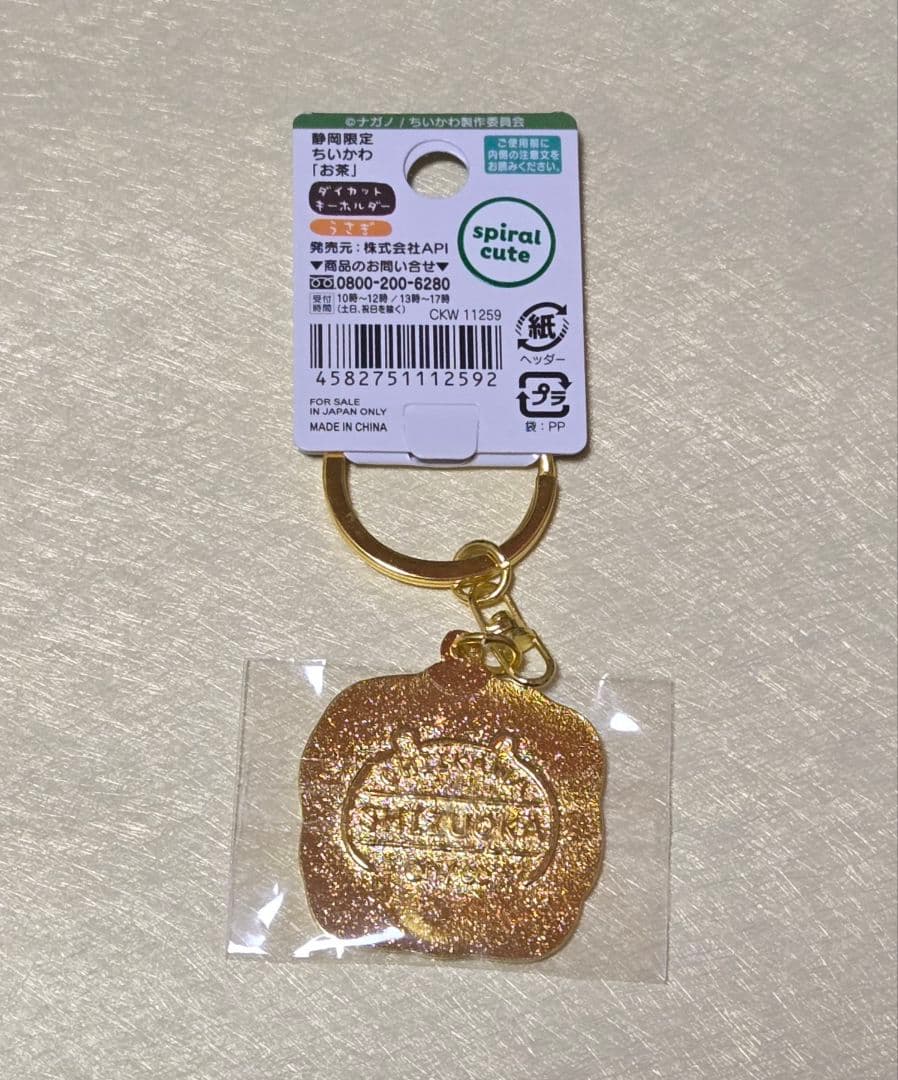 ©ナガノ / ちいかわ製作委員会
静岡限定
ちいかわ
「お茶」
ダイカット
キーホルダー
うさぎ
ご使用前に
内側の注意文を
お読みください。
spiral
cute
発売元:株式会社API
▼商品のお問い合せ▼
0800-200-6280
受付
時間
10時〜12時 / 13時〜17時
(土日、祝日を除く)
CKW 11259
4582751112592
FOR SALE
IN JAPAN ONLY
MADE IN CHINA
紙
ヘッダー
プラ
袋:PP
CHIIKAWA
SHIZUOKA